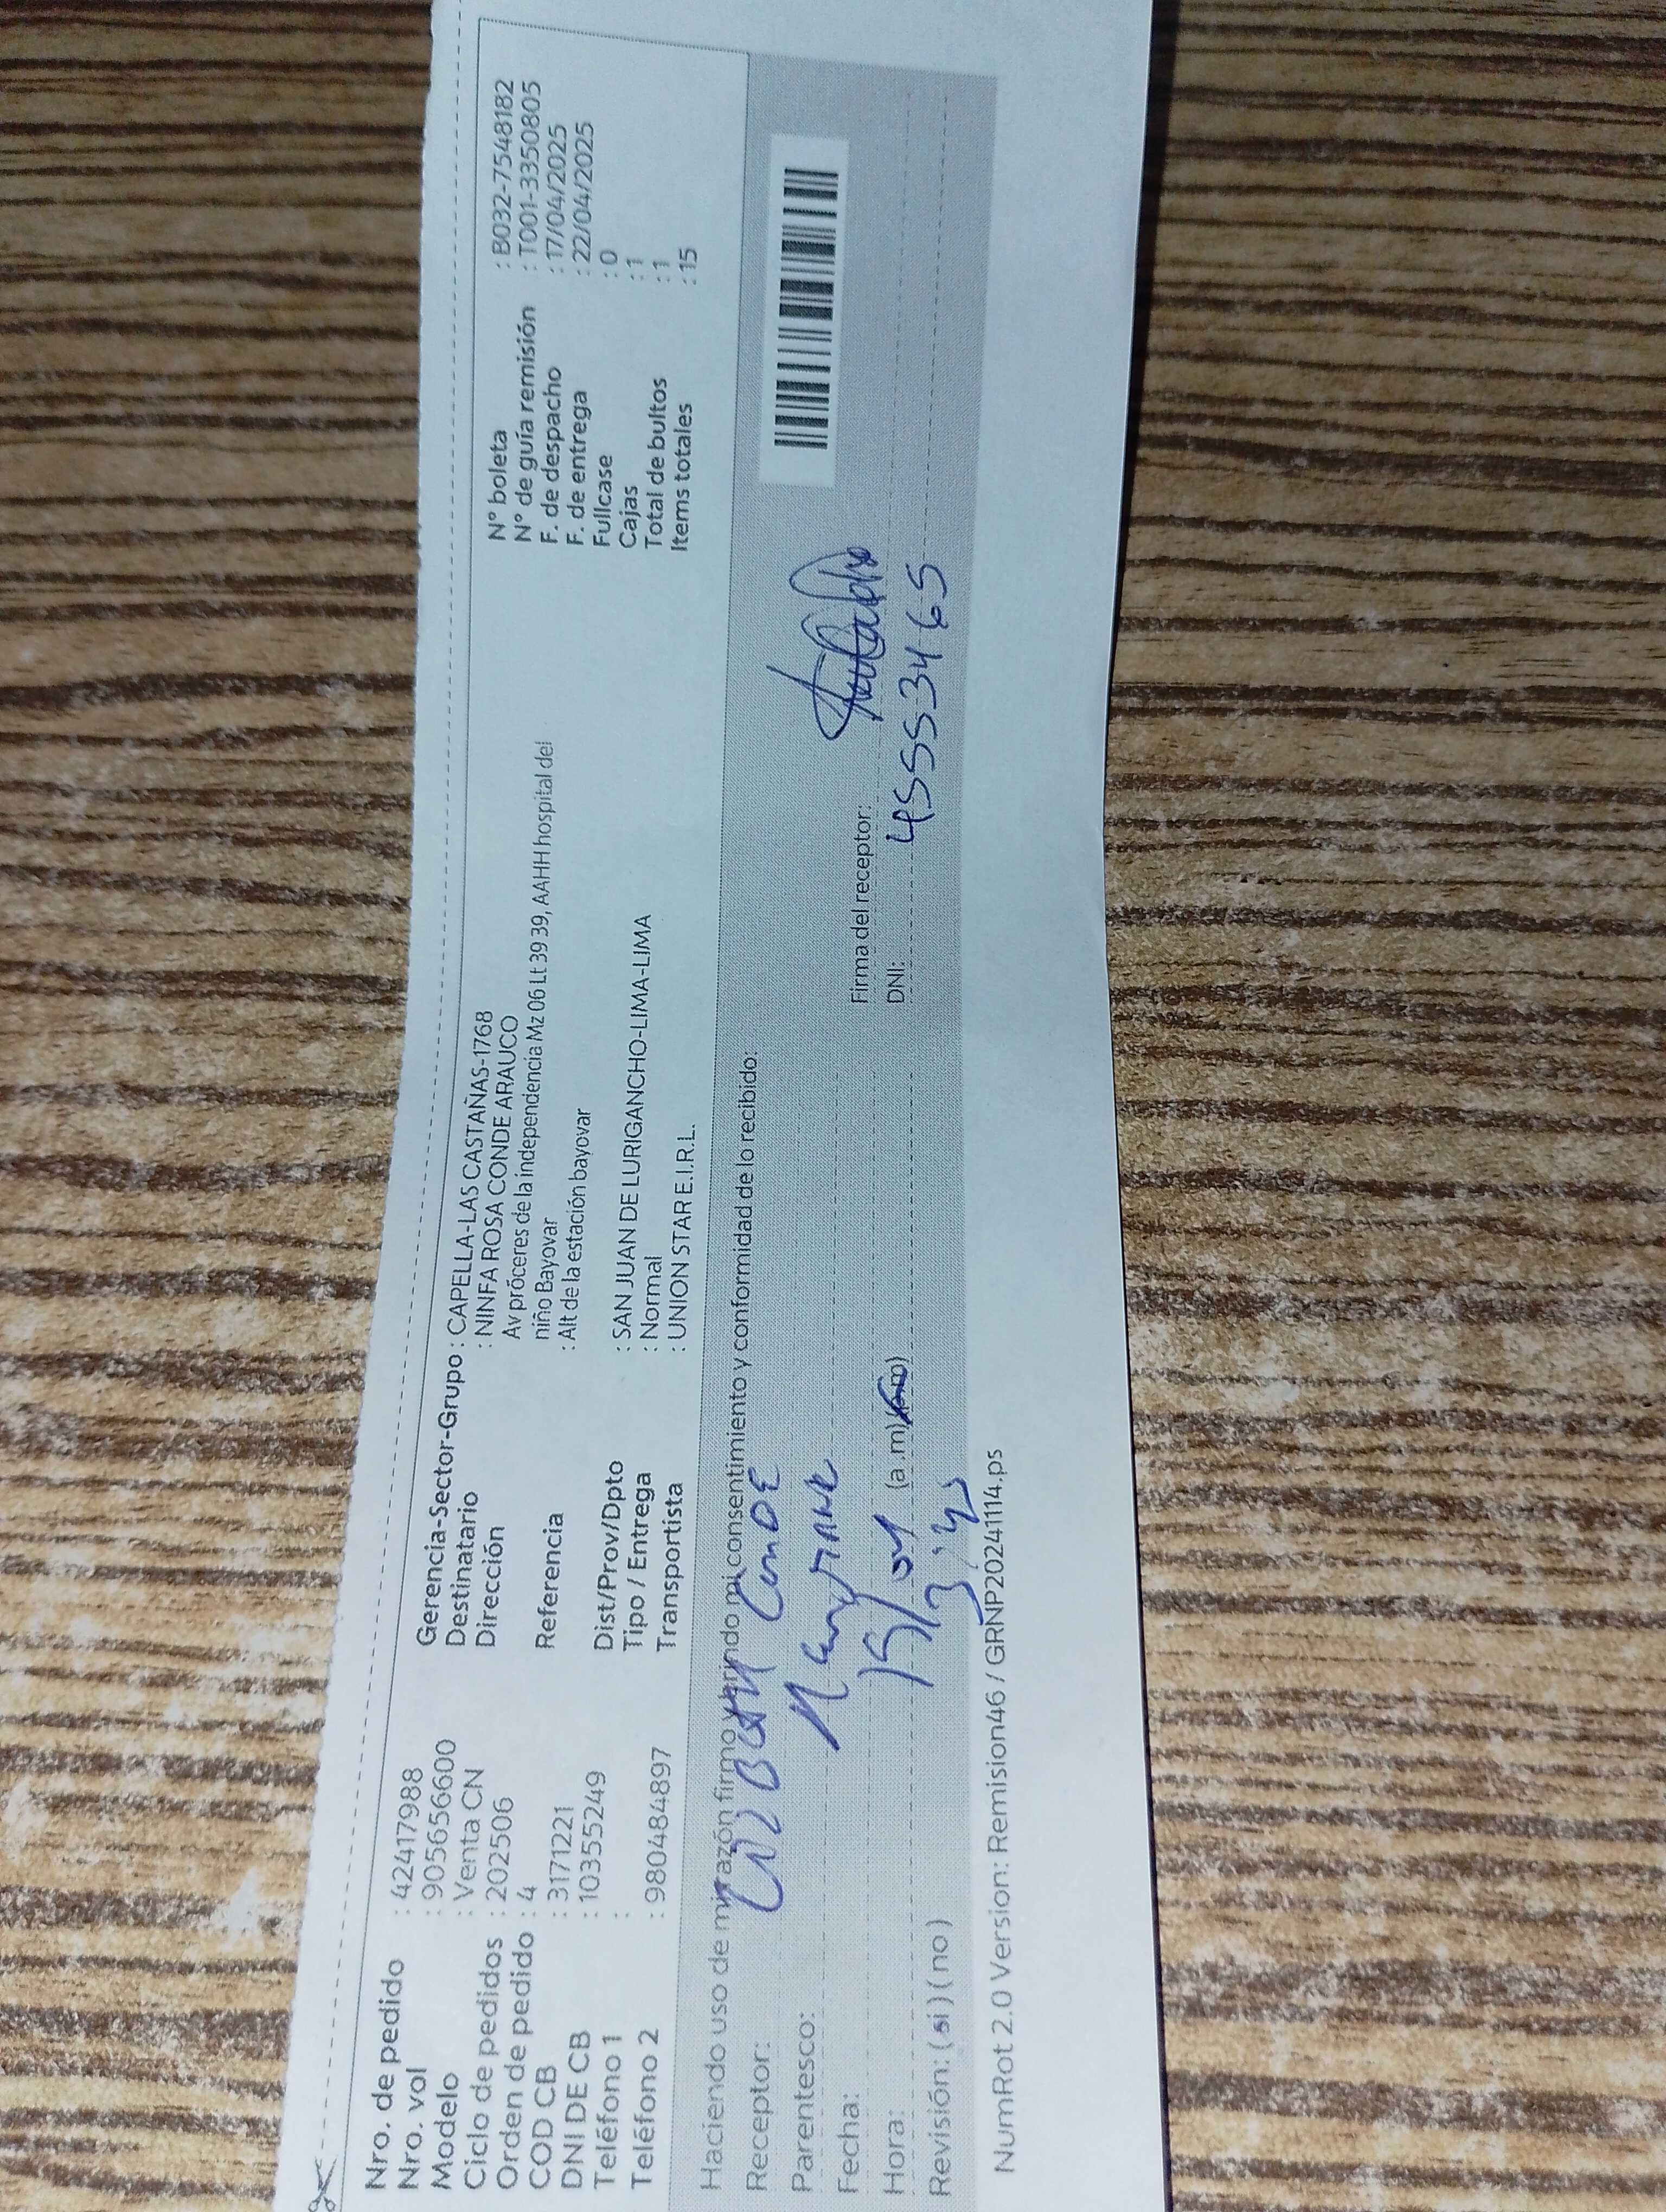 Nro. de pedido : 42417988
Nro. vol : 905656600
Modelo : Venta CN
Ciclo de pedidos : 202506
Orden de pedido : 4
COD CB : 3171221
DNI DE CB : 10355249
Teléfono 1 :
Teléfono 2 : 980484897
Gerencia-Sector-Grupo : CAPELLA-LAS CASTAÑAS-1768
Destinatario : NINFA ROSA CONDE ARAUCO
Dirección Av próceres de la independencia Mz 06 Lt 39 39, AAHH hospital del
niño Bayovar
Referencia : Alt de la estación bayovar
Dist/Prov/Dpto : SAN JUAN DE LURIGANCHO-LIMA-LIMA
Tipo / Entrega : Normal
Transportista : UNION STAR E.I.R.L.
N° boleta : B032-7548182
N° de guía remisión : T001-3350805
F. de despacho : 17/04/2025
F. de entrega : 22/04/2025
Fullcase : 0
Cajas : 1
Total de bultos : 1
Items totales : 15
Haciendo uso de mi razón firmo y brindo mi consentimiento y conformidad de lo recibido:
Receptor: Conde
Parentesco:
Fecha:
Hora: (a.m) (p.m)
Revisión: ( si ) ( no )
Firma del receptor:
DNI: 45553465
NumRot 2.0 Version: Remision46 / GRNP20241114.ps